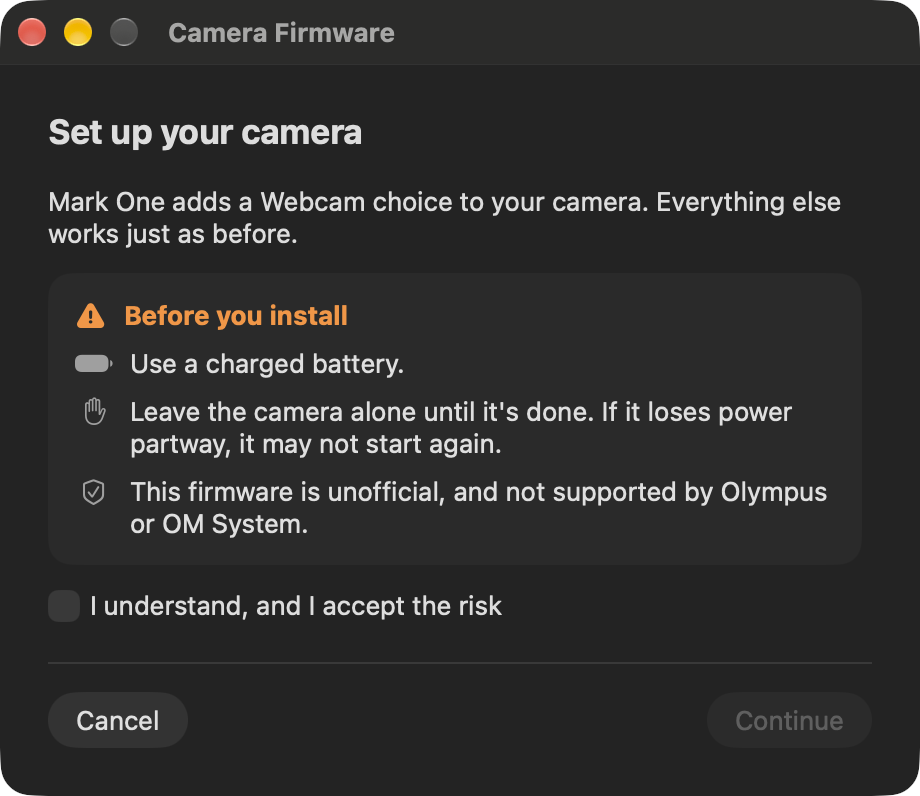 Camera Firmware
Set up your camera
Mark One adds a Webcam choice to your camera. Everything else
works just as before.
Before you install
Use a charged battery.
Leave the camera alone until it's done. If it loses power
partway, it may not start again.
This firmware is unofficial, and not supported by Olympus
or OM System.
I understand, and I accept the risk
Cancel
Continue